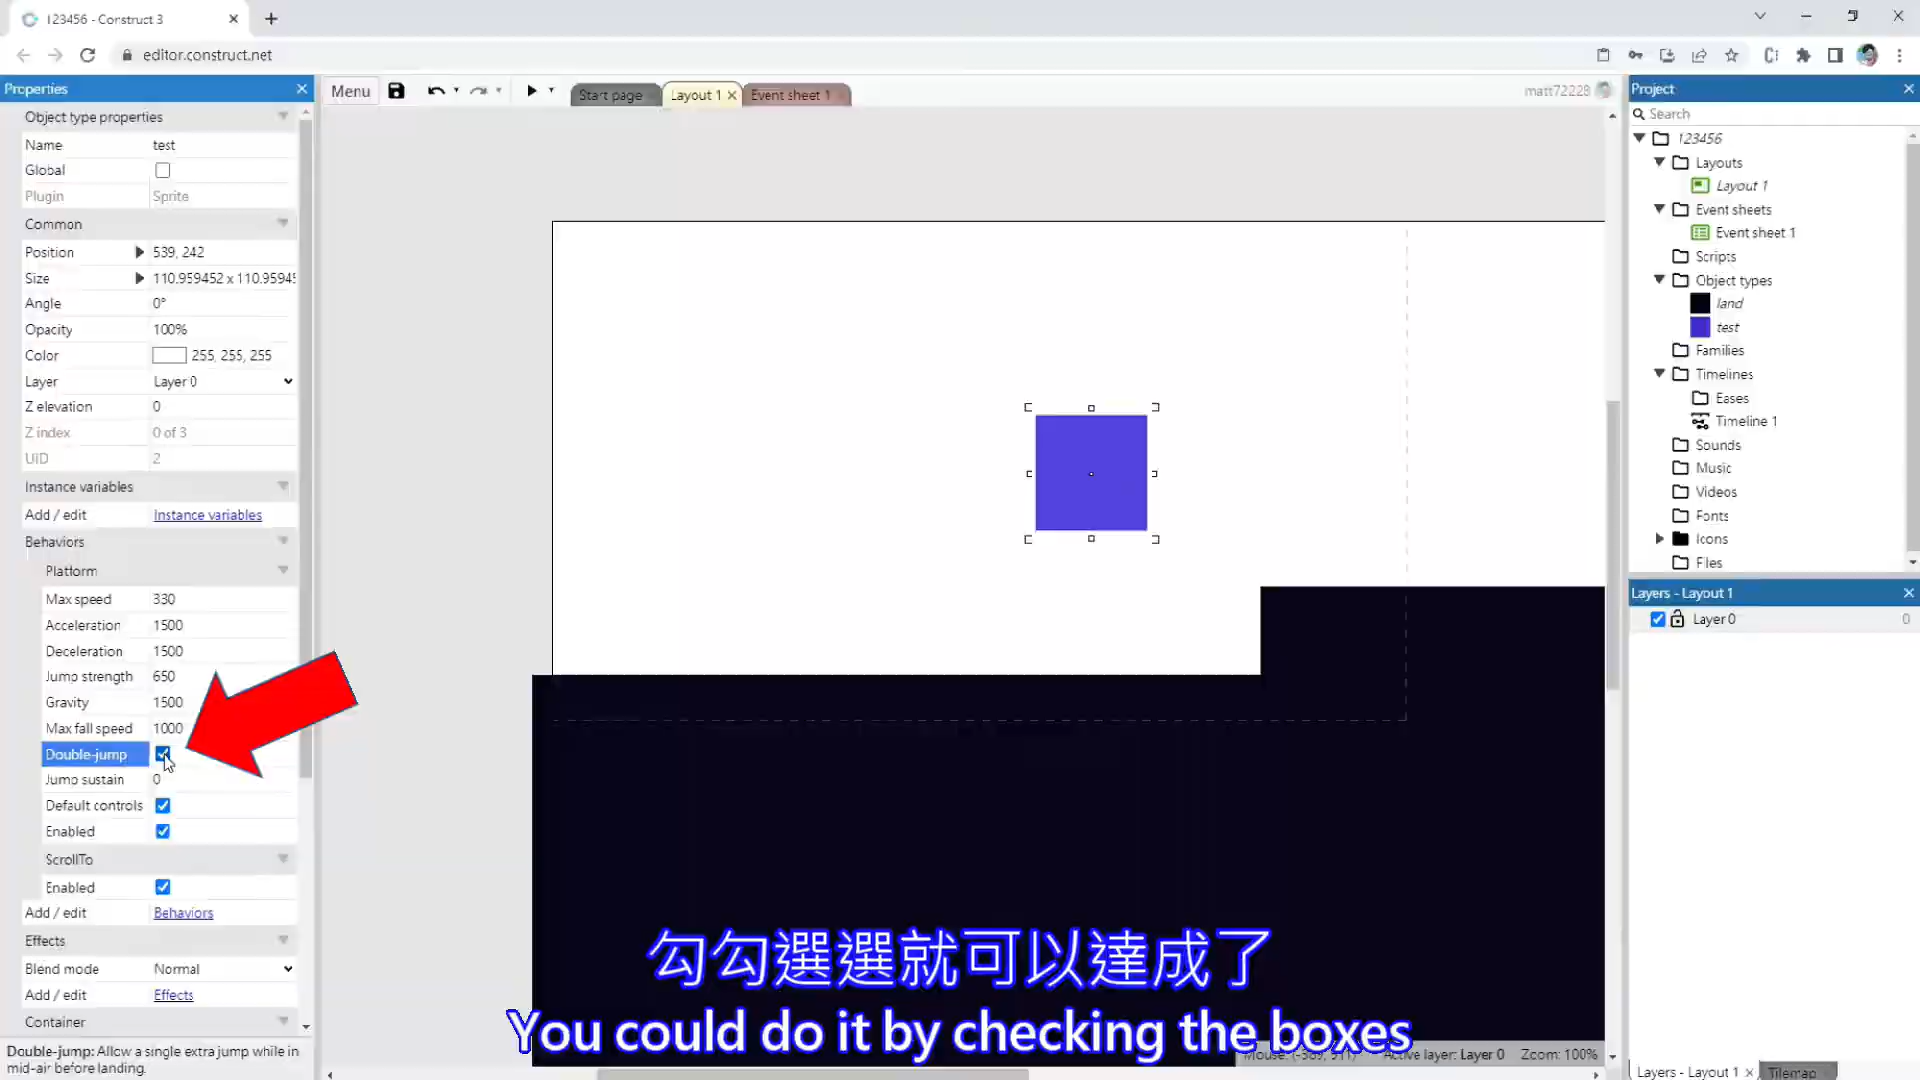 123456 - Construct 3
editor.construct.net
Properties
Object type properties
Name test
Global
Plugin Sprite
Common
Position 539, 242
Size 110.959452 x 110.95945
Angle 0°
Opacity 100%
Color 255, 255, 255
Layer Layer 0
Z elevation 0
Z index 0 of 3
UID 2
Instance variables
Add / edit Instance variables
Behaviors
Platform
Max speed 330
Acceleration 1500
Deceleration 1500
Jump strength 650
Gravity 1500
Max fall speed 1000
Double-jump
Jump sustain 0
Default controls
Enabled
ScrollTo
Enabled
Add / edit Behaviors
Effects
Blend mode Normal
Add / edit Effects
Container
Double-jump: Allow a single extra jump while in
mid-air before landing.
Menu
Start page
Layout 1
Event sheet 1
matt72228
勾勾選選就可以達成了
You could do it by checking the boxes
Active layer: Layer 0 Zoom: 100%
Project
Search
123456
Layouts
Layout 1
Event sheets
Event sheet 1
Scripts
Object types
land
test
Families
Timelines
Eases
Timeline 1
Sounds
Music
Videos
Fonts
Icons
Files
Layers - Layout 1
Layer 0 0
Layers - Layout 1
Tilemap